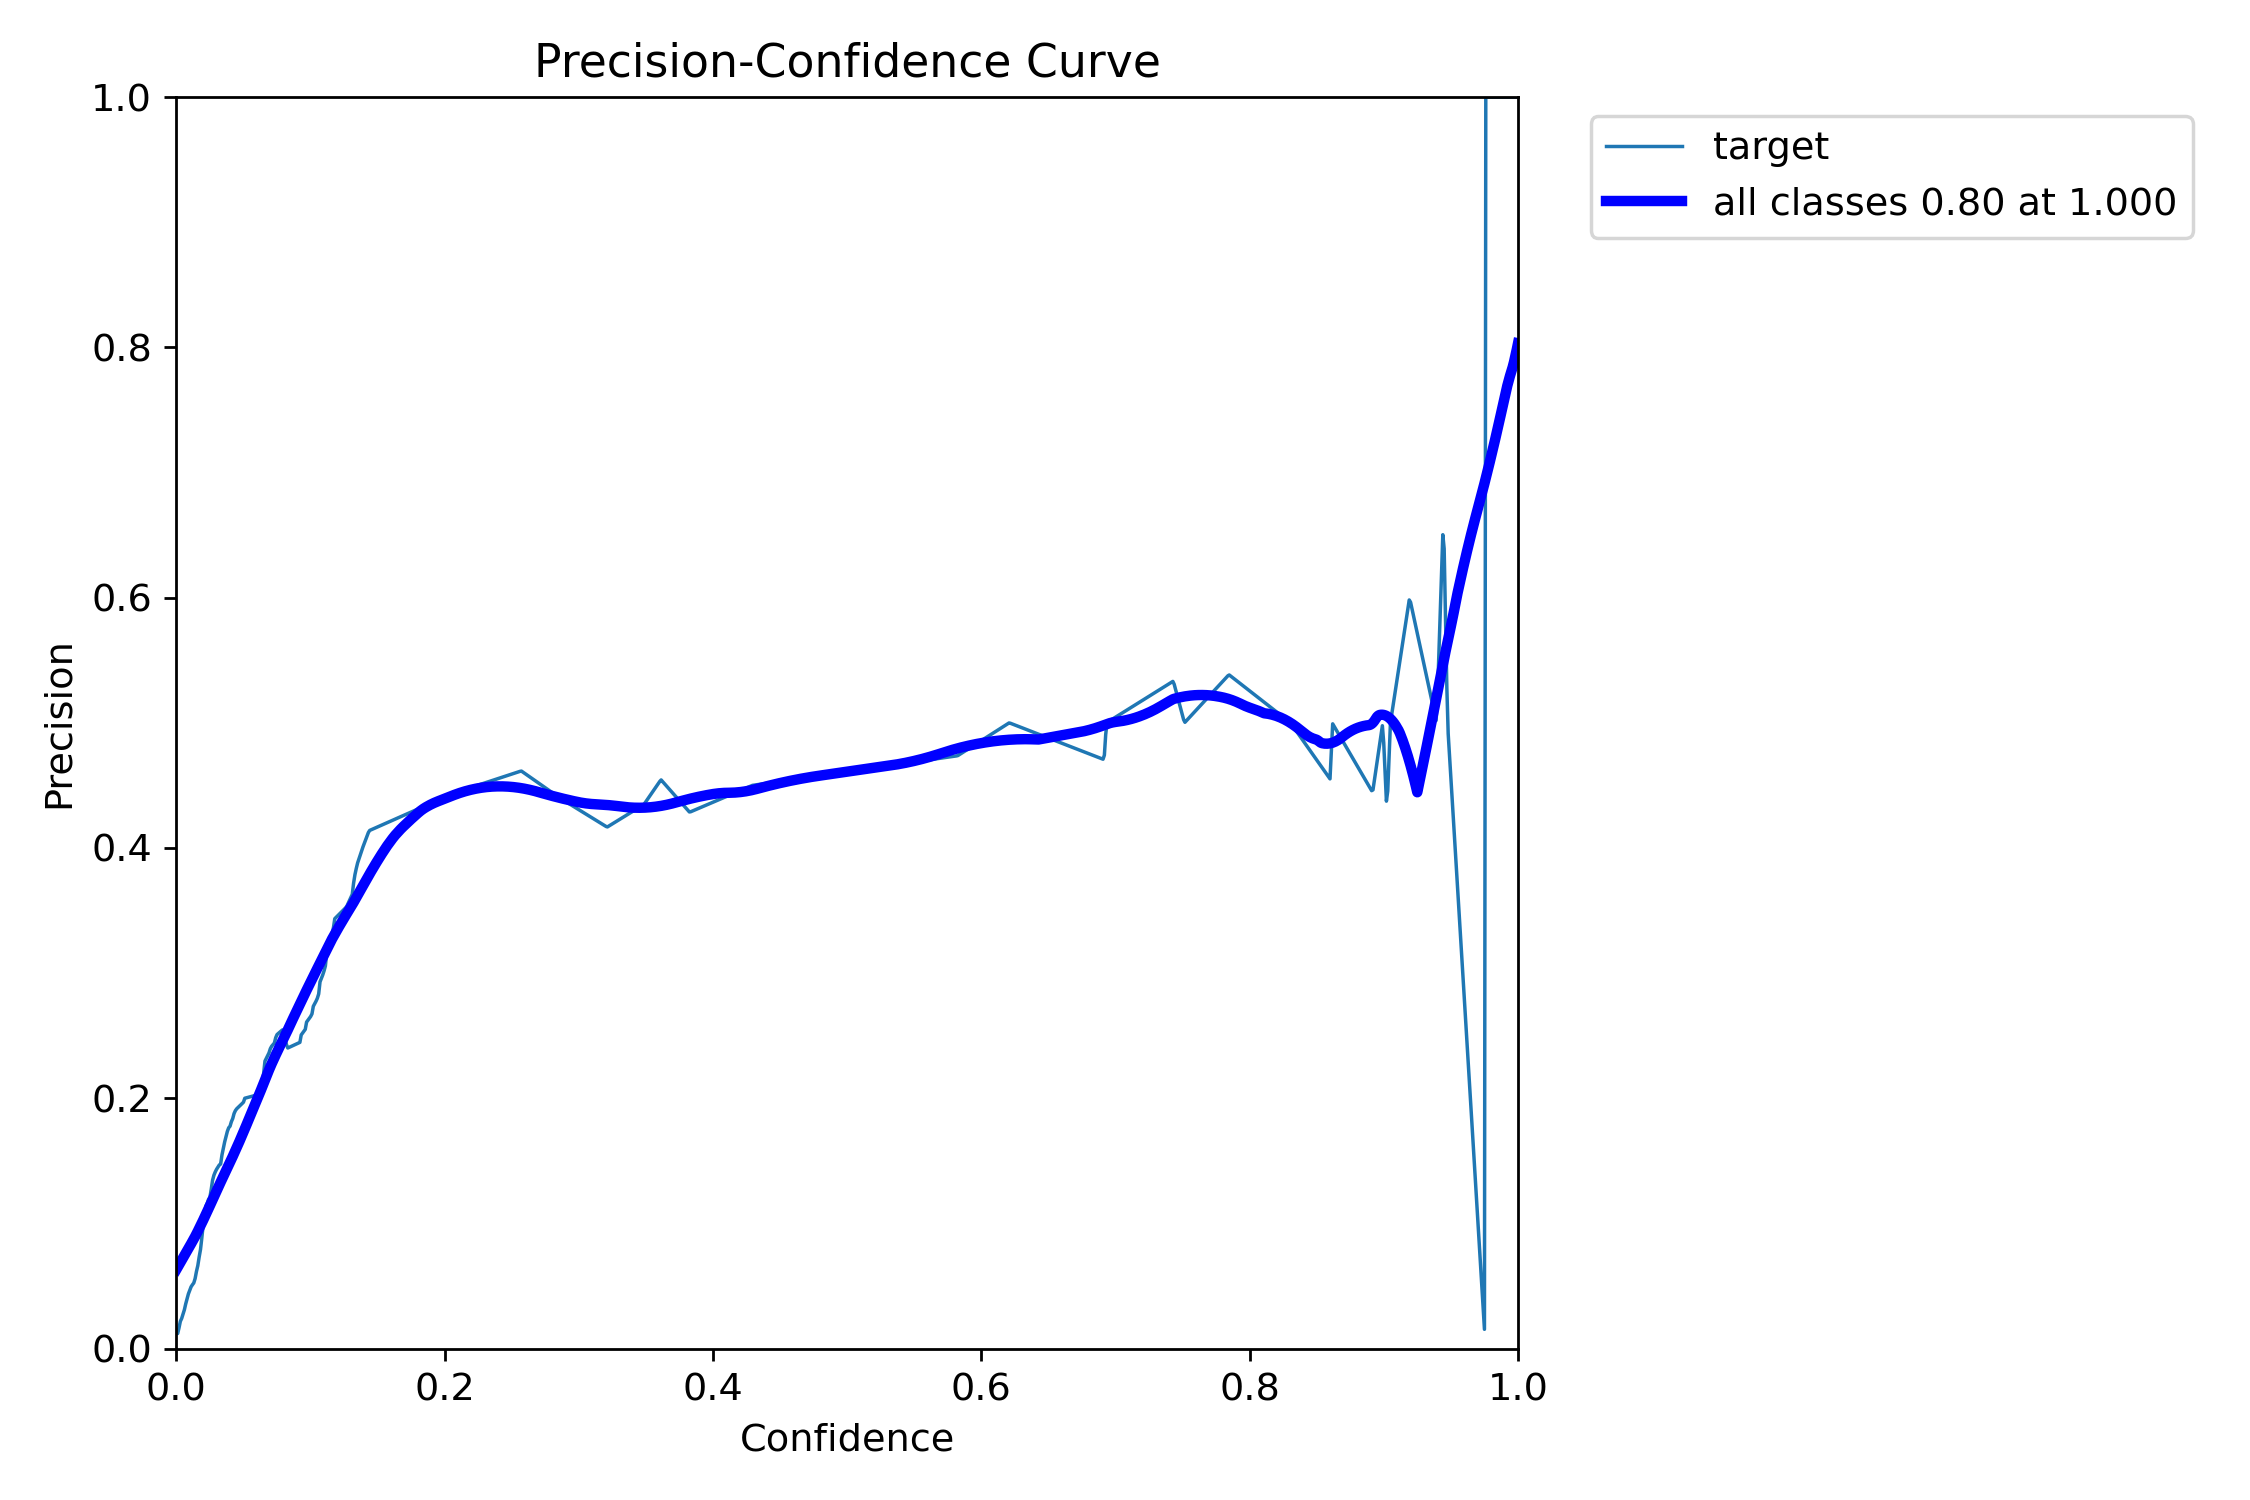 Precision-Confidence Curve
1.0
0.8
0.6
0.4
0.2
0.0
Precision
0.0 0.2 0.4 0.6 0.8 1.0
Confidence
target
all classes 0.80 at 1.000